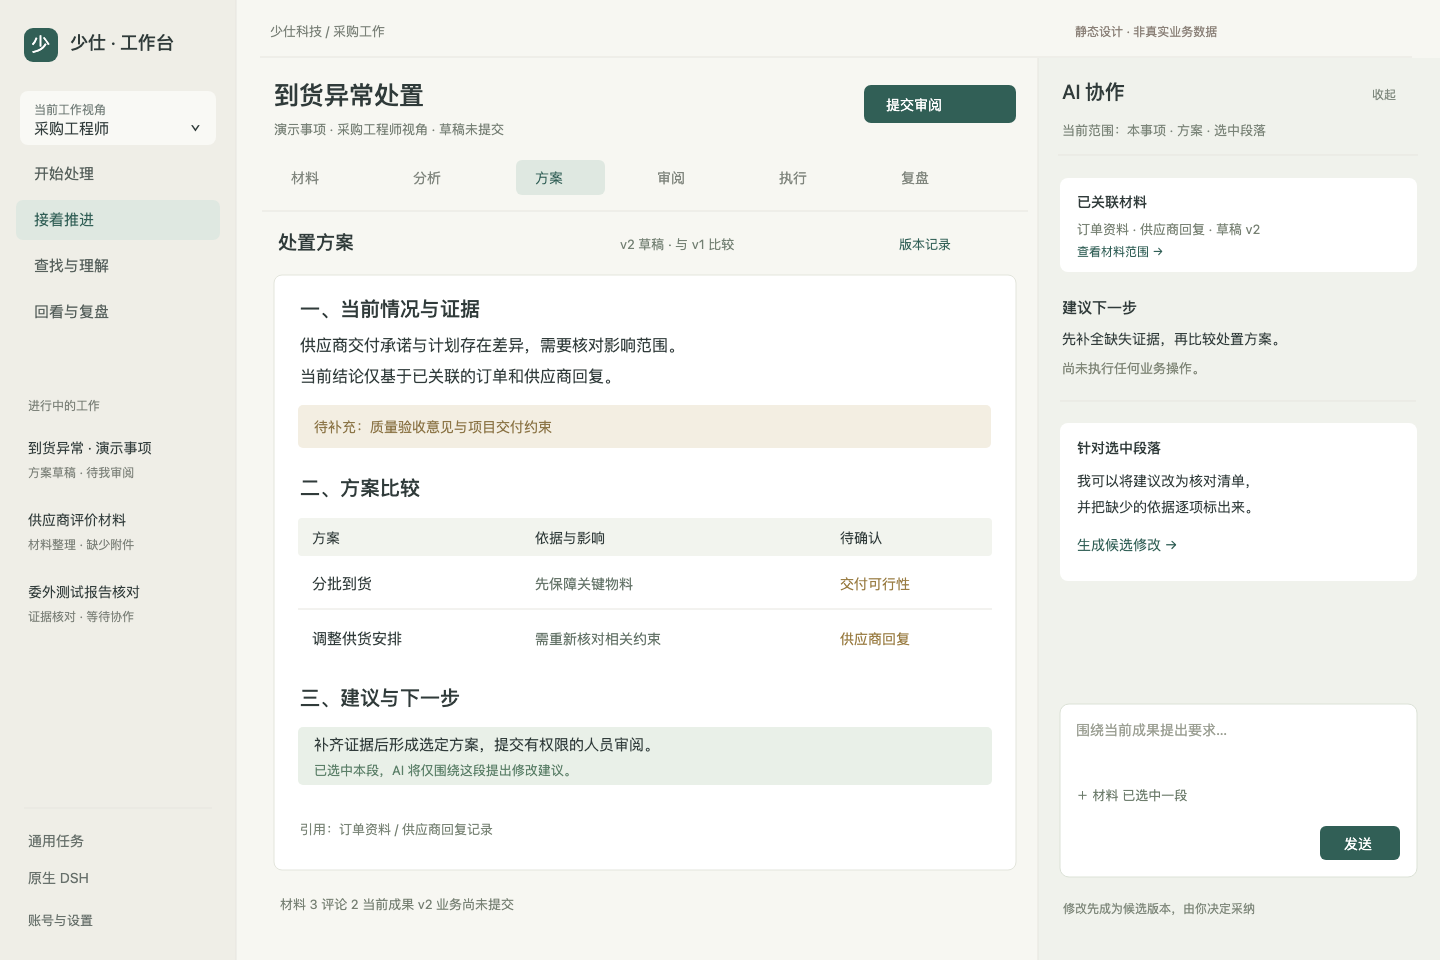 少 少仕 · 工作台
当前工作视角
采购工程师
开始处理
接着推进
查找与理解
回看与复盘
进行中的工作
到货异常 · 演示事项
方案草稿 · 待我审阅
供应商评价材料
材料整理 · 缺少附件
委外测试报告核对
证据核对 · 等待协作
通用任务
原生 DSH
账号与设置
少仕科技 / 采购工作
静态设计 · 非真实业务数据
到货异常处置
提交审阅
演示事项 · 采购工程师视角 · 草稿未提交
材料 分析 方案 审阅 执行 复盘
处置方案 v2 草稿 · 与 v1 比较 版本记录
一、当前情况与证据
供应商交付承诺与计划存在差异，需要核对影响范围。
当前结论仅基于已关联的订单和供应商回复。
待补充：质量验收意见与项目交付约束
二、方案比较
方案 依据与影响 待确认
分批到货 先保障关键物料 交付可行性
调整供货安排 需重新核对相关约束 供应商回复
三、建议与下一步
补齐证据后形成选定方案，提交有权限的人员审阅。
已选中本段，AI 将仅围绕这段提出修改建议。
引用：订单资料 / 供应商回复记录
材料 3 评论 2 当前成果 v2 业务尚未提交
AI 协作 收起
当前范围：本事项 · 方案 · 选中段落
已关联材料
订单资料 · 供应商回复 · 草稿 v2
查看材料范围 →
建议下一步
先补全缺失证据，再比较处置方案。
尚未执行任何业务操作。
针对选中段落
我可以将建议改为核对清单，
并把缺少的依据逐项标出来。
生成候选修改 →
围绕当前成果提出要求...
＋ 材料 已选中一段
发送
修改先成为候选版本，由你决定采纳